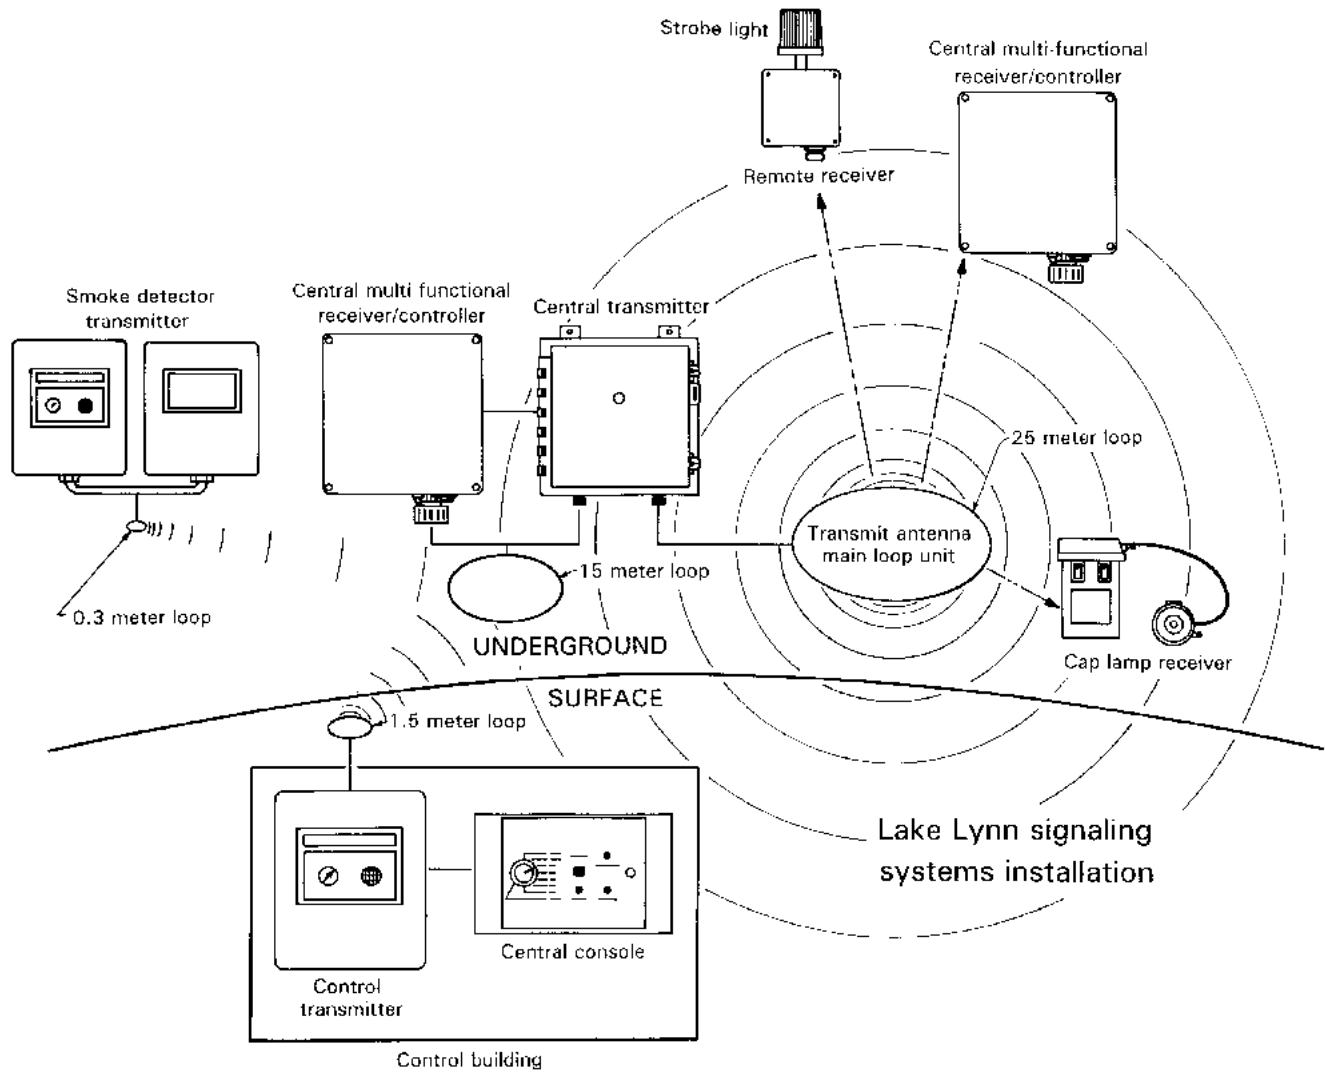 Strobe light
Central multi-functional
receiver/controller
Remote receiver
Smoke detector
transmitter
Central multi functional
receiver/controller
Central transmitter
25 meter loop
Transmit antenna
main loop unit
15 meter loop
0.3 meter loop
UNDERGROUND
Cap lamp receiver
SURFACE
1.5 meter loop
Lake Lynn signaling
systems installation
Central console
Control
transmitter
Control building